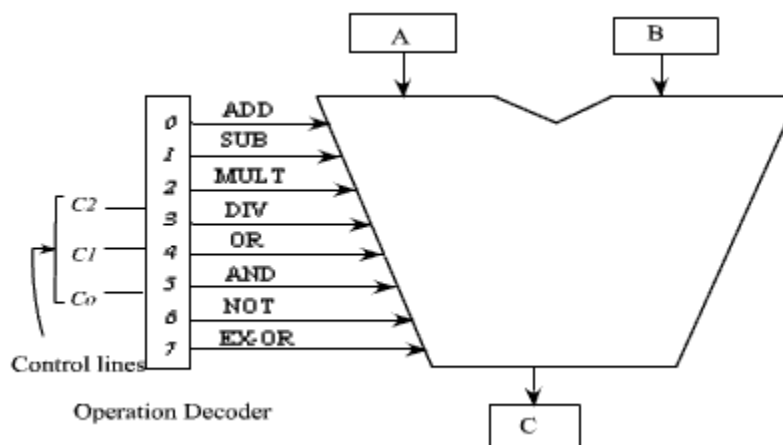 A
B
0 ADD
1 SUB
2 MULT
3 DIV
4 OR
5 AND
6 NOT
7 EX-OR
C2
C1
Co
Control lines
Operation Decoder
C